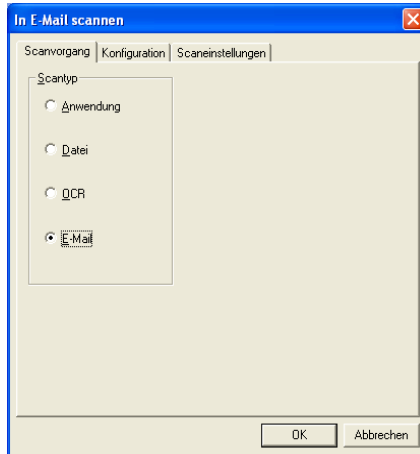 In E-Mail scannen
Scanvorgang Konfiguration Scaneinstellungen
Scantyp
Anwendung
Datei
OCR
E-Mail
OK Abbrechen